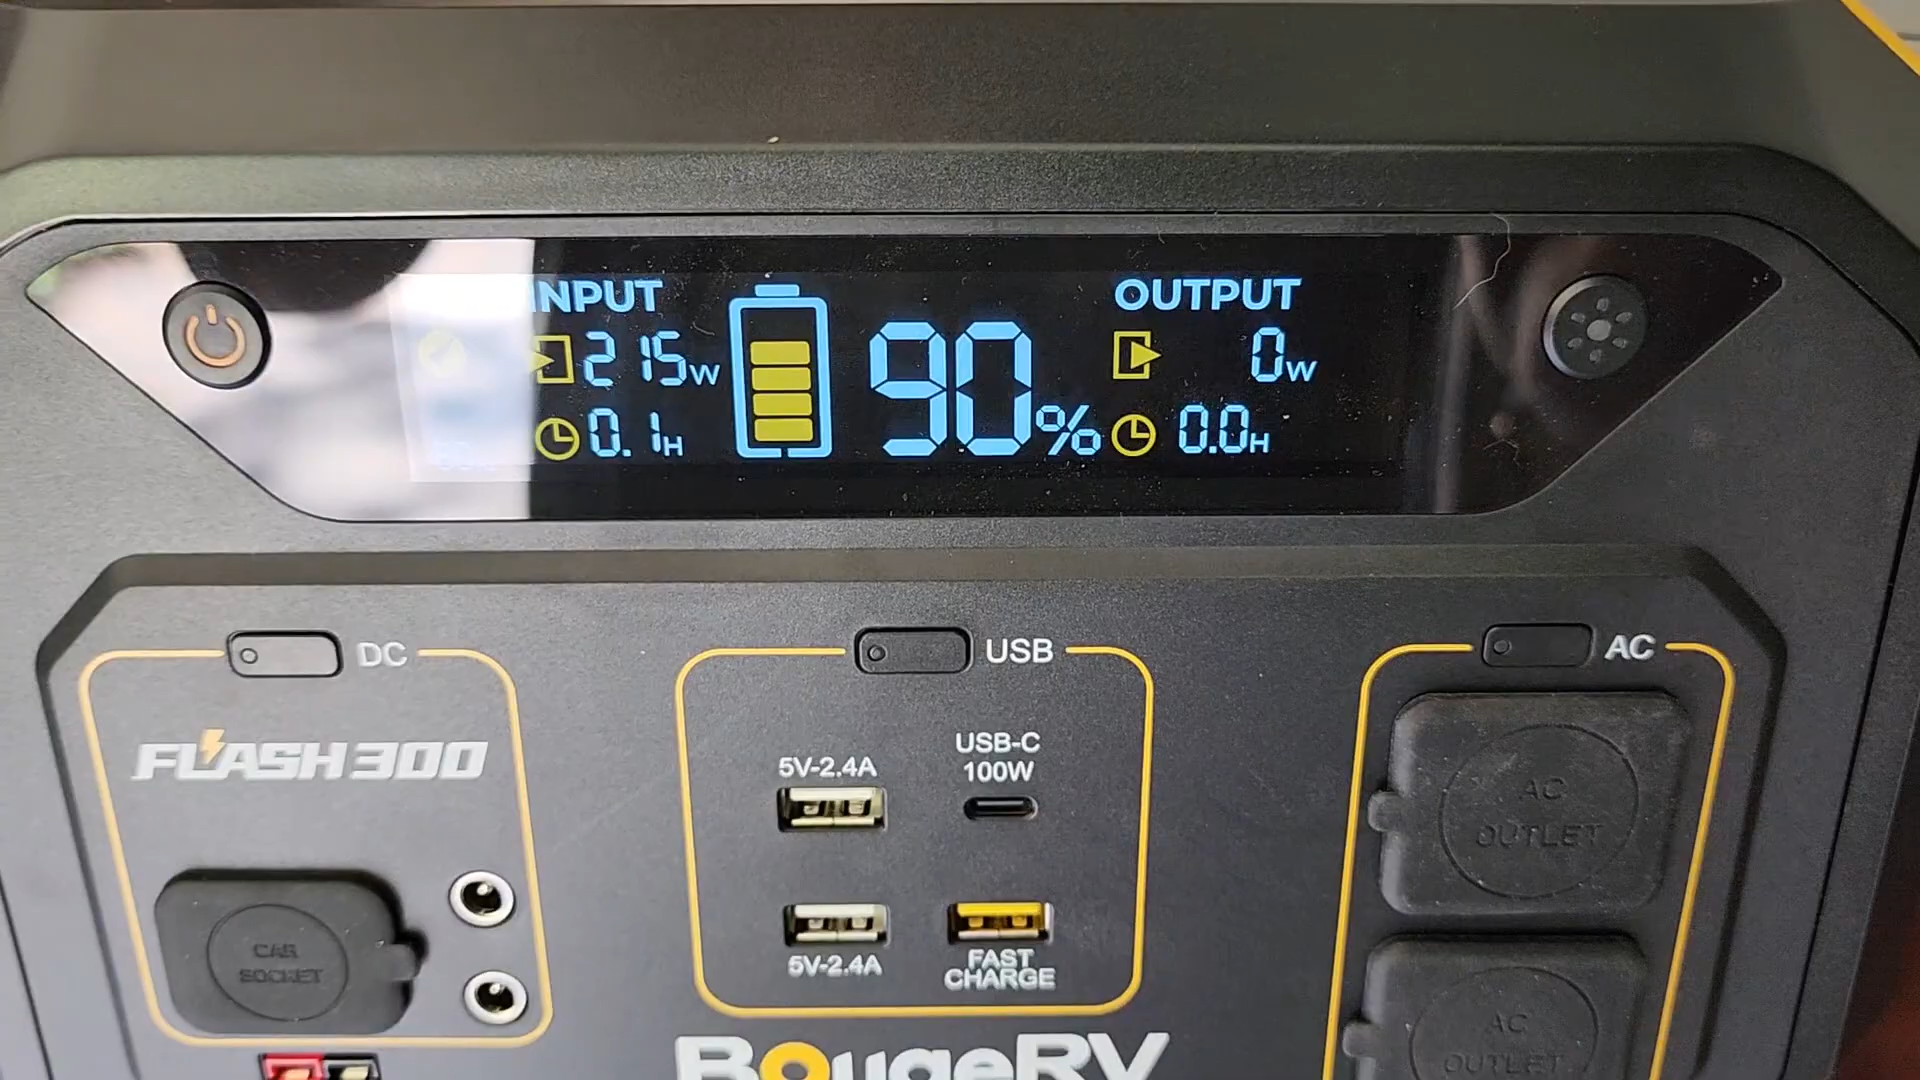 INPUT
215W
0.1H
90%
OUTPUT
0W
0.0H
DC
FLASH300
CAR
SOCKET
USB
5V-2.4A
USB-C
100W
5V-2.4A
FAST
CHARGE
AC
AC
OUTLET
AC
OUTLET
BougeRV